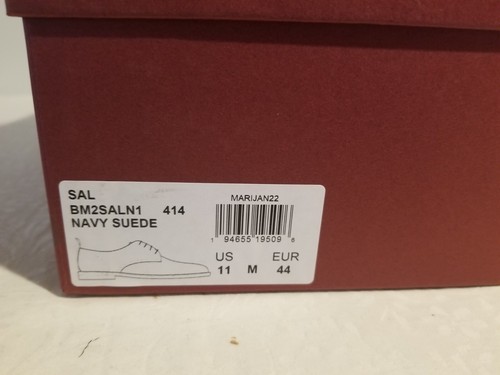 SAL
BM2SALN1 414
NAVY SUEDE
MARIJAN22
1 94655 19509 8
US EUR
11 M 44